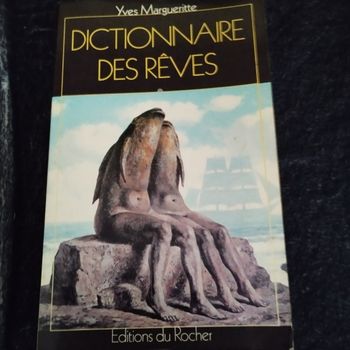 Yves Margueritte
DICTIONNAIRE
DES RÊVES
Editions du Rocher